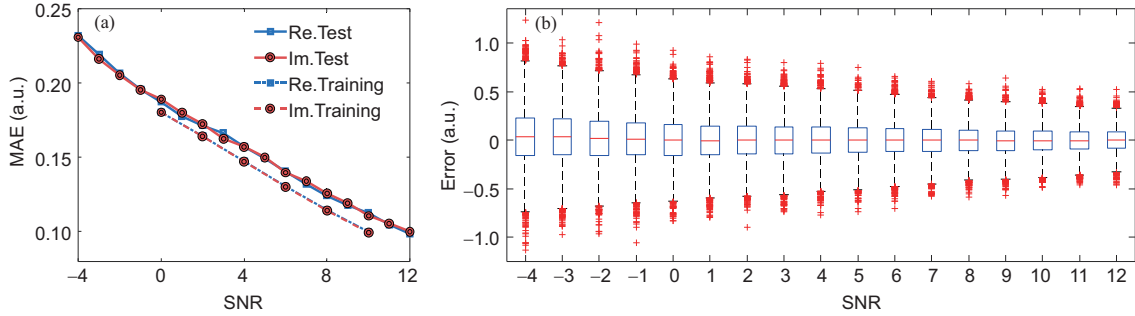 (a)
MAE (a.u.)
0.25
0.20
0.15
0.10
−4
0
4
8
12
SNR
Re.Test
Im.Test
Re.Training
Im.Training
(b)
Error (a.u.)
1.0
0.5
0
−0.5
−1.0
−4 −3 −2 −1 0 1 2 3 4 5 6 7 8 9 10 11 12
SNR